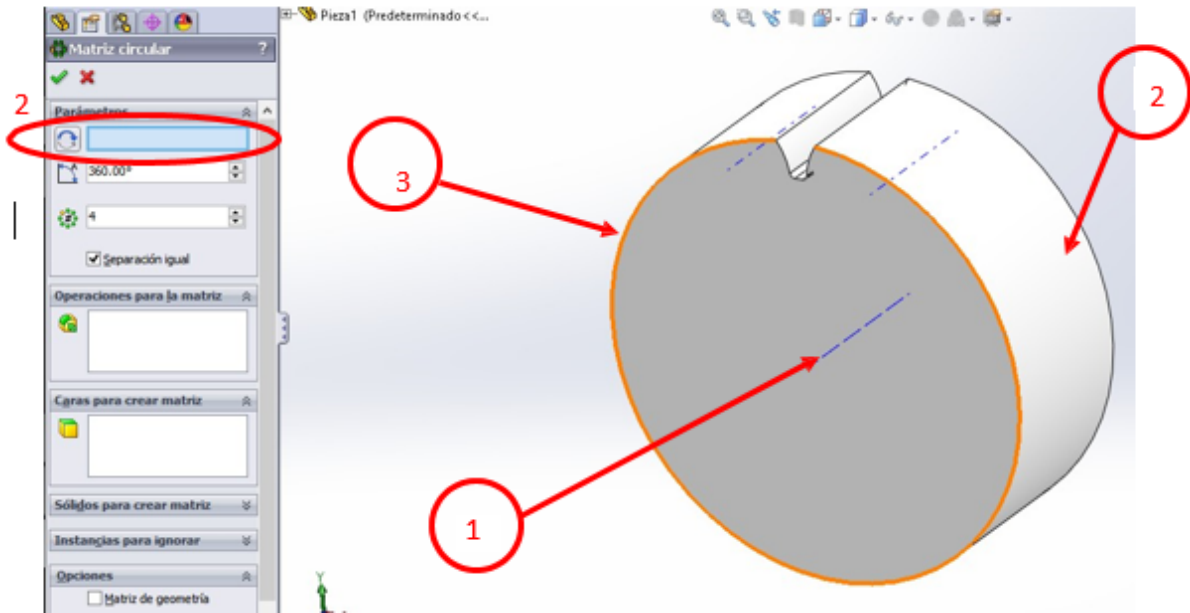 Pieza1 (Predeterminado<<...
Matriz circular ?
2
Parámetros
360.00°
4
Separación igual
Operaciones para la matriz
Caras para crear matriz
Sólidos para crear matriz
Instancias para ignorar
Opciones
Matriz de geometría
3
2
1
Y